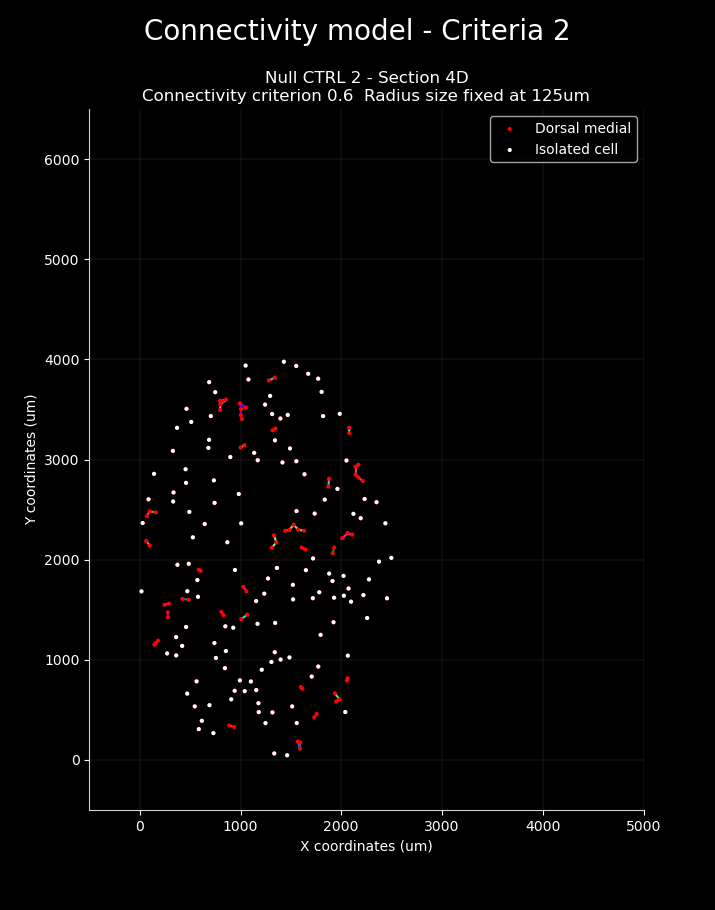 Connectivity model - Criteria 2
Null CTRL 2 - Section 4D
Connectivity criterion 0.6  Radius size fixed at 125um
Dorsal medial
Isolated cell
6000
5000
4000
3000
2000
1000
0
Y coordinates (um)
0 1000 2000 3000 4000 5000
X coordinates (um)